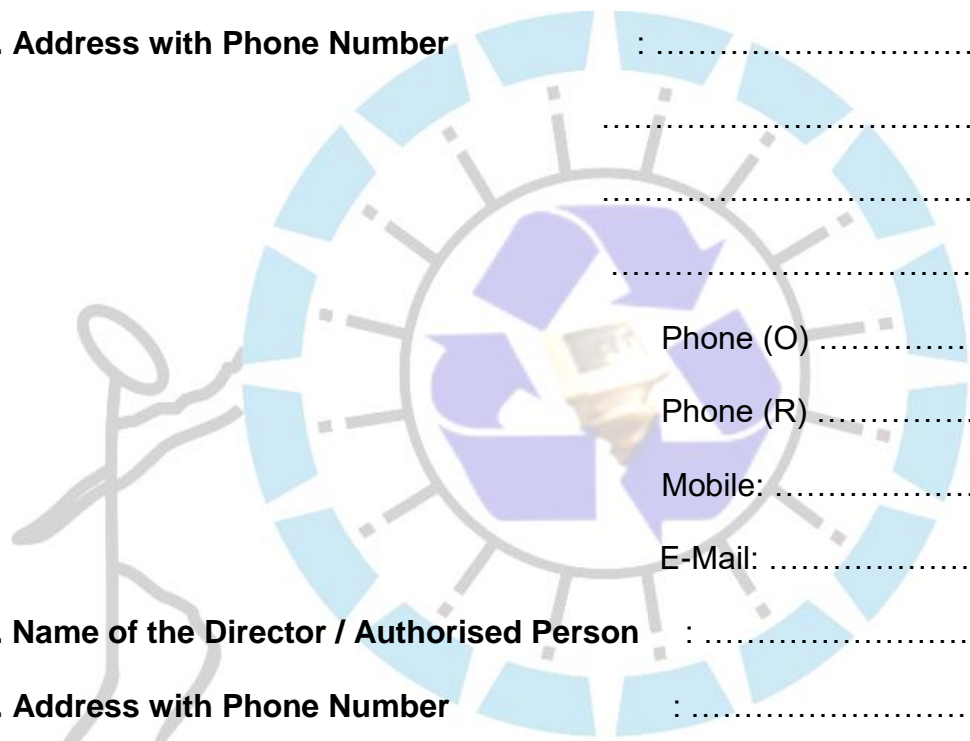 . Address with Phone Number : ……………………………
………………………………
………………………………
………………………………
Phone (O) ……………
Phone (R) ……………
Mobile: …………………
E-Mail: …………………
. Name of the Director / Authorised Person : ………………………
. Address with Phone Number : ………………………